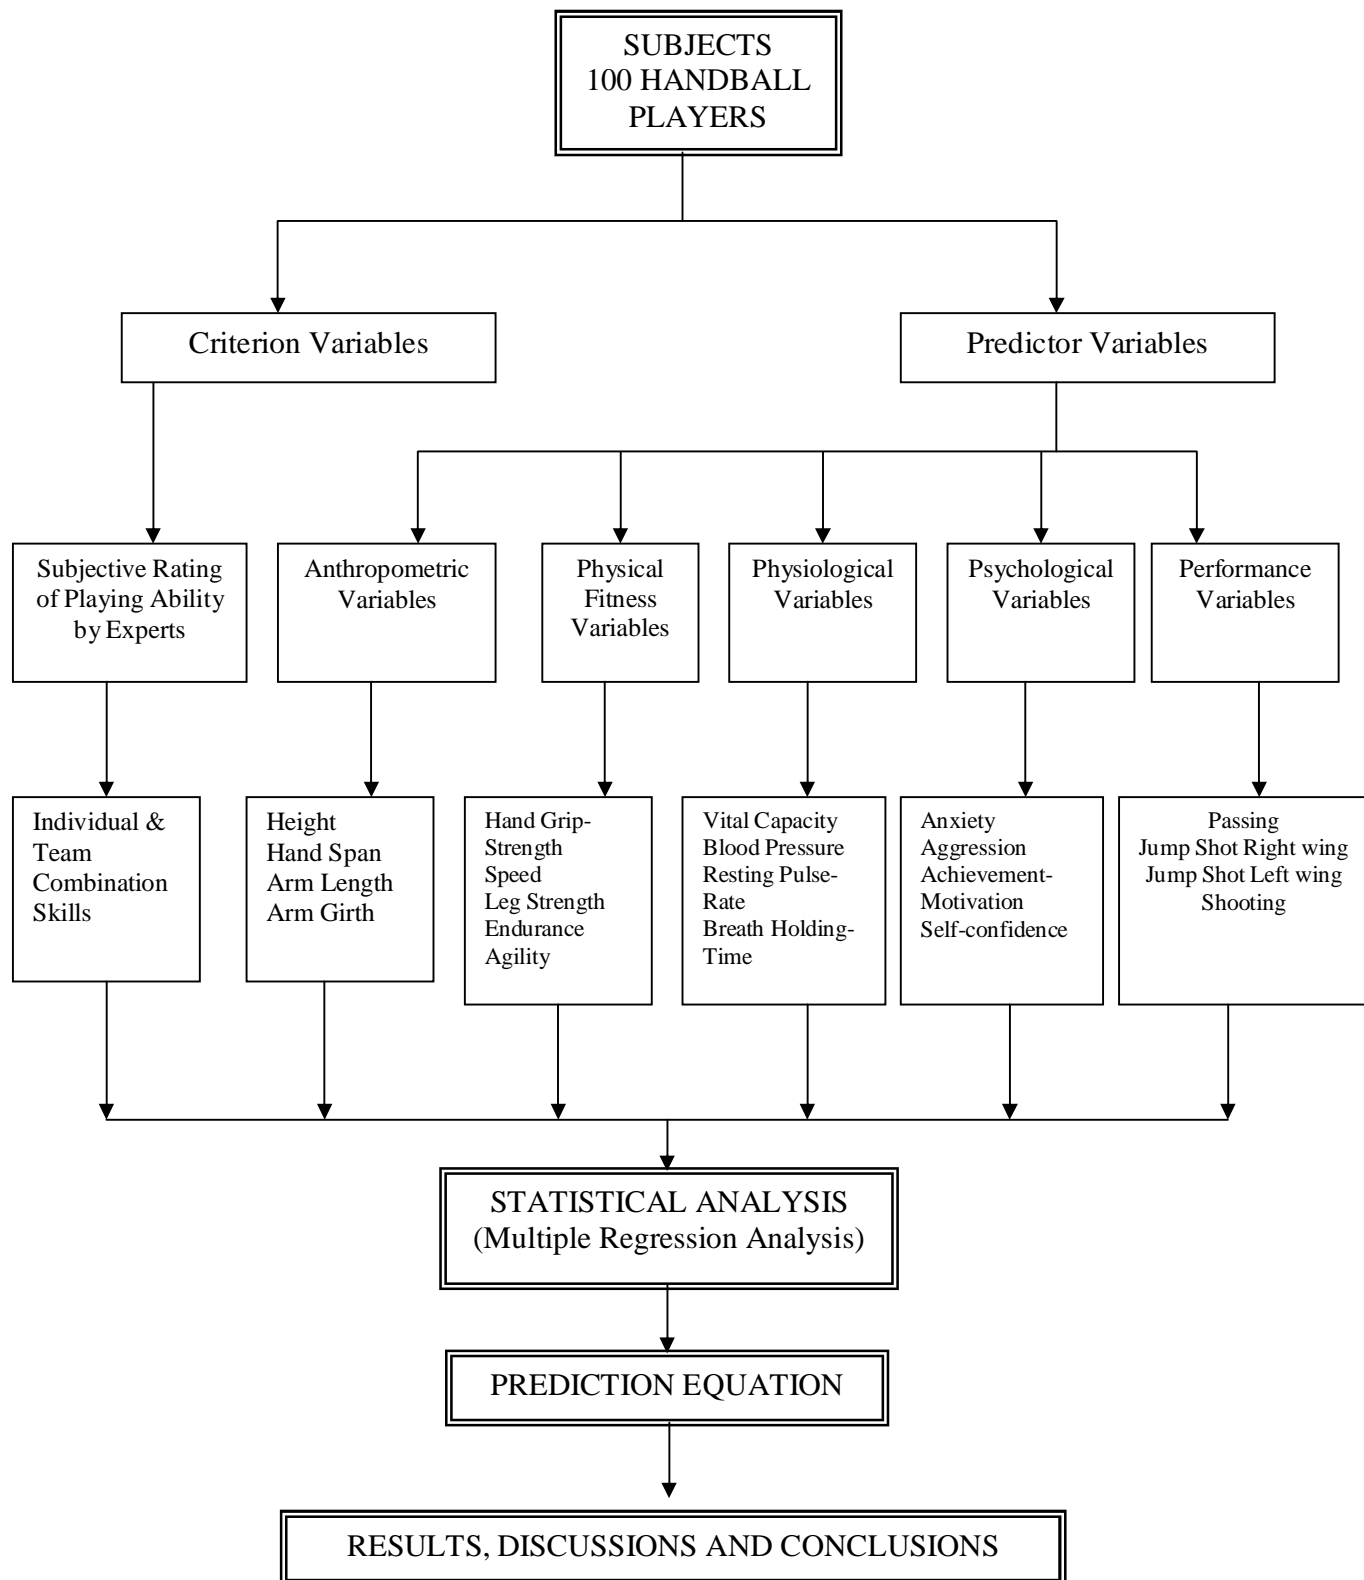 SUBJECTS
100 HANDBALL
PLAYERS
Criterion Variables
Predictor Variables
Subjective Rating
of Playing Ability
by Experts
Anthropometric
Variables
Physical
Fitness
Variables
Physiological
Variables
Psychological
Variables
Performance
Variables
Individual &
Team
Combination
Skills
Height
Hand Span
Arm Length
Arm Girth
Hand Grip-
Strength
Speed
Leg Strength
Endurance
Agility
Vital Capacity
Blood Pressure
Resting Pulse-
Rate
Breath Holding-
Time
Anxiety
Aggression
Achievement-
Motivation
Self-confidence
Passing
Jump Shot Right wing
Jump Shot Left wing
Shooting
STATISTICAL ANALYSIS
(Multiple Regression Analysis)
PREDICTION EQUATION
RESULTS, DISCUSSIONS AND CONCLUSIONS